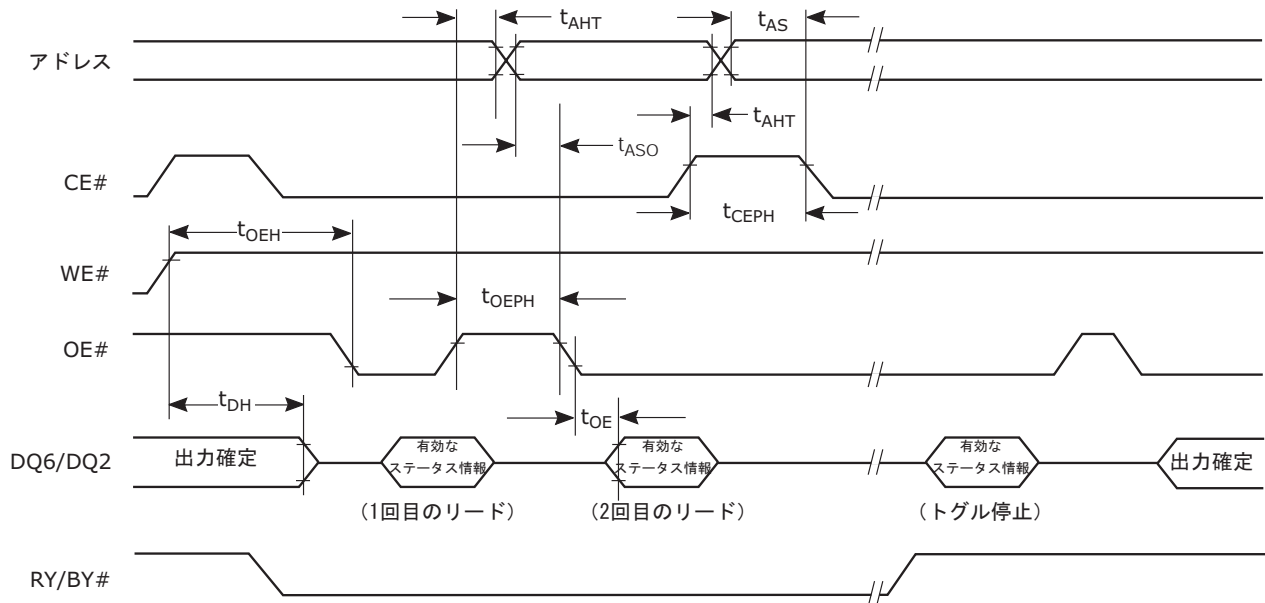 tAHT
tAS
アドレス
tAHT
tASO
CE#
tCEPH
tOEH
WE#
tOEPH
OE#
tDH
tOE
DQ6/DQ2
出力確定
有効な
ステータス情報
有効な
ステータス情報
有効な
ステータス情報
出力確定
(1回目のリード)
(2回目のリード)
(トグル停止)
RY/BY#